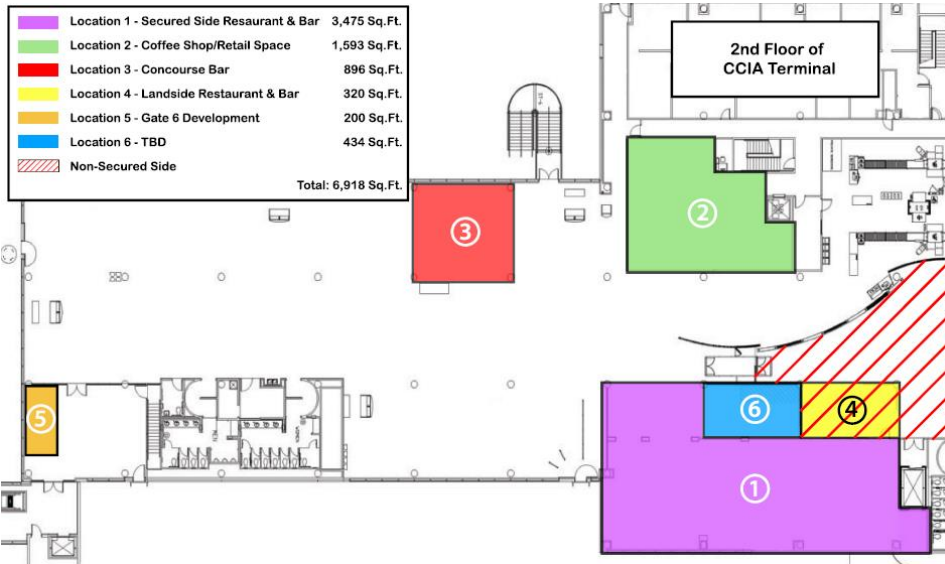 Location 1 - Secured Side Resaurant & Bar 3,475 Sq.Ft.
Location 2 - Coffee Shop/Retail Space 1,593 Sq.Ft.
Location 3 - Concourse Bar 896 Sq.Ft.
Location 4 - Landside Restaurant & Bar 320 Sq.Ft.
Location 5 - Gate 6 Development 200 Sq.Ft.
Location 6 - TBD 434 Sq.Ft.
Non-Secured Side
Total: 6,918 Sq.Ft.
2nd Floor of
CCIA Terminal
2
3
5
6
4
1
MEN
WOMEN